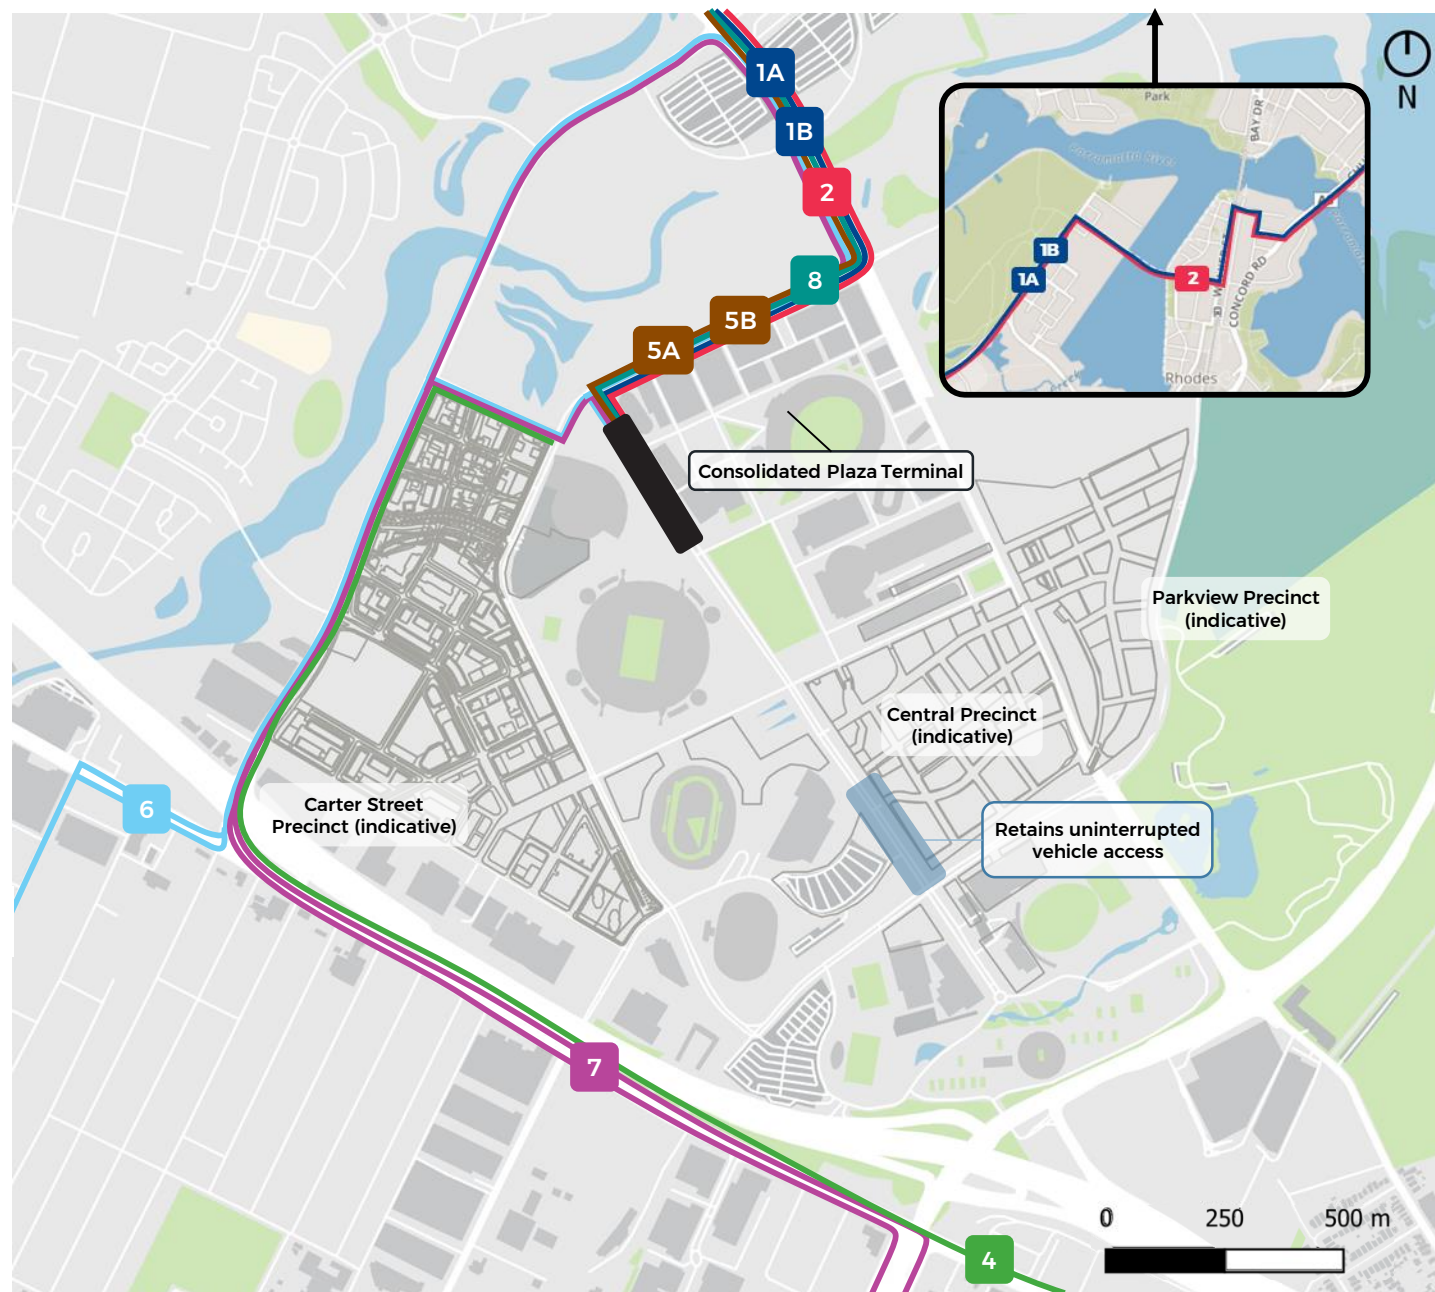 1A
1B
2
8
5B
5A
N
Park
Parramatta River
BAY DR
1B
1A
2
CONCORD RD
Rhodes
Consolidated Plaza Terminal
Parkview Precinct
(indicative)
Central Precinct
(indicative)
6
Carter Street
Precinct (indicative)
Retains uninterrupted
vehicle access
7
4
0
250
500 m